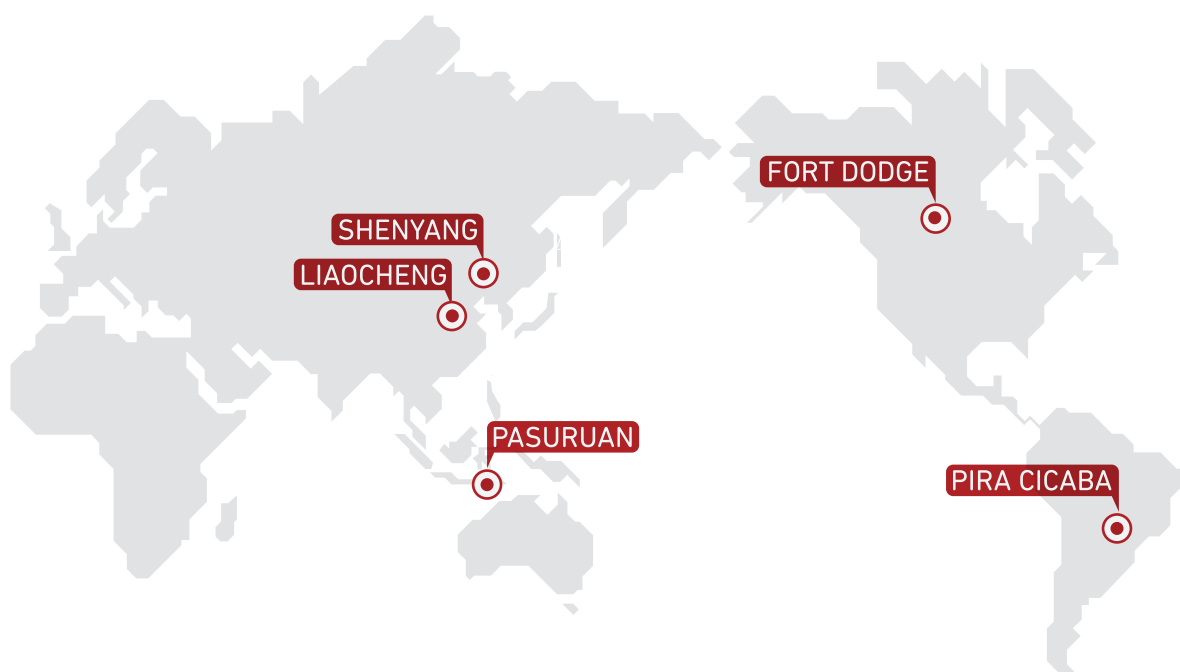 FORT DODGE
SHENYANG
LIAOCHENG
PASURUAN
PIRA CICABA